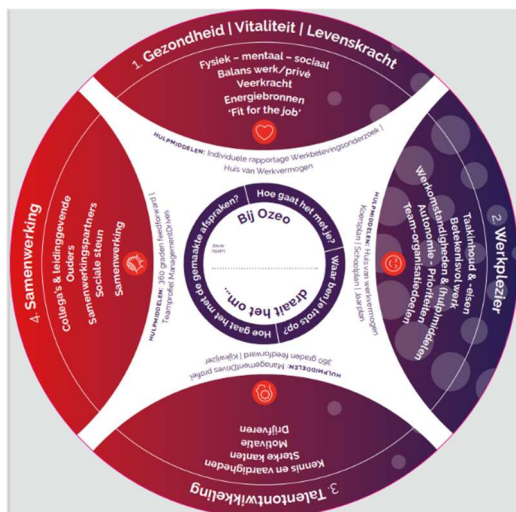 1. Gezondheid | Vitaliteit | Levenskracht
Fysiek – mentaal – sociaal
Balans werk/privé
Veerkracht
Energiebronnen
'Fit for the job'
HULPMIDDELEN: Individuele rapportage Werkbelevingsonderzoek |
Huis van Werkvermogen
2. Werkplezier
Taakinhoud & -eisen
Betekenisvol werk
Werkomstandigheden & (hulp)middelen
Autonomie - Prioriteiten
Team-organisatiedoelen
HULPMIDDELEN: Huis van werkvermogen
Koersplan | Schoolplan | Jaarplan
3. Talentontwikkeling
Kennis en vaardigheden
Sterke kanten
Motivatie
Drijfveren
HULPMIDDELEN: ManagementDrives profiel
360 graden feedforward | Kijkwijzer
4. Samenwerking
Collega's & leidinggevende
Ouders
Samenwerkingspartners
Sociale steun
Samenwerking
HULPMIDDELEN: 360 graden feedforward |
Teamprofiel ManagementDrives
Hoe gaat het met je?
Waar ben je trots op?
Hoe gaat het met de gemaakte afspraken?
Bij Ozeo
draait het om...